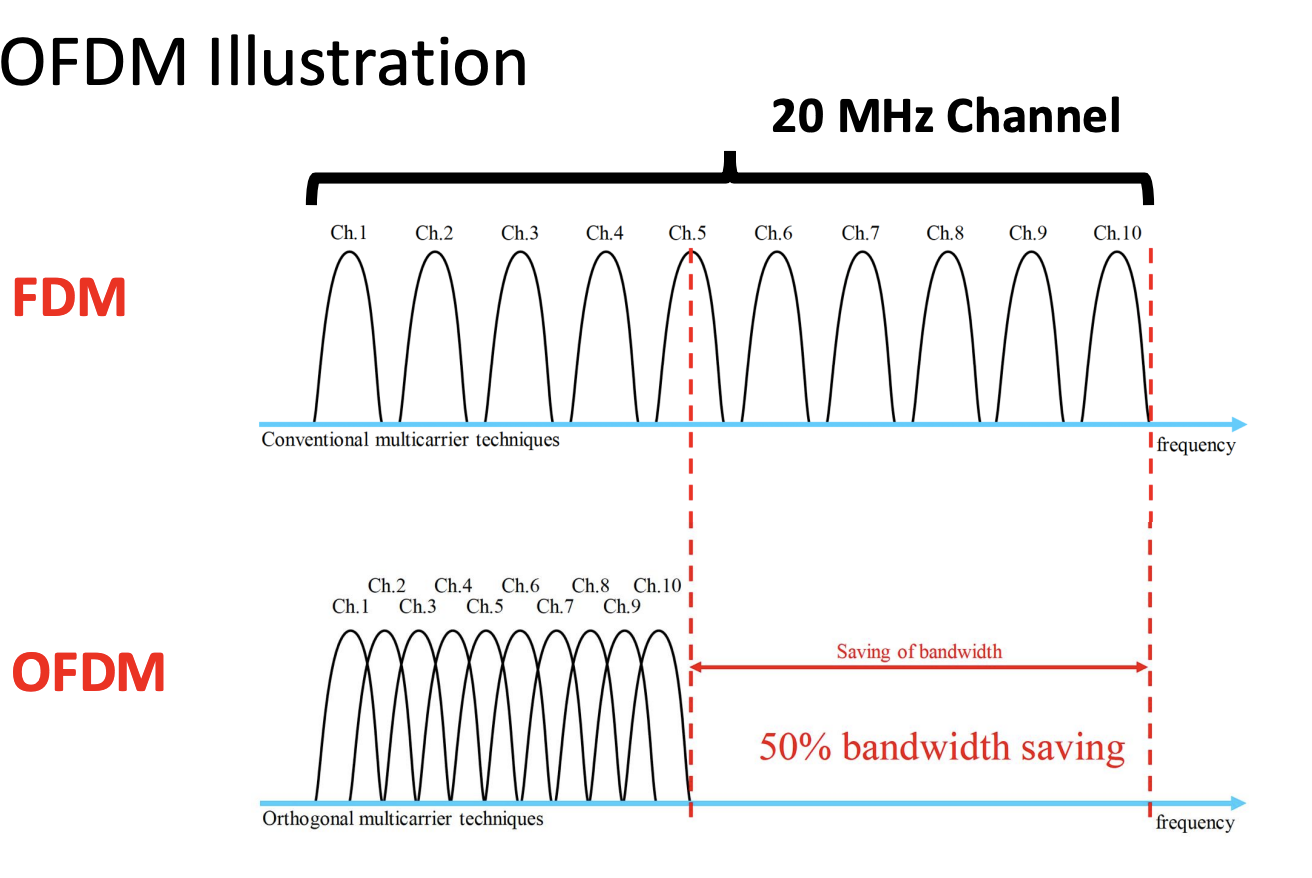 OFDM Illustration
20 MHz Channel
Ch.1 Ch.2 Ch.3 Ch.4 Ch.5 Ch.6 Ch.7 Ch.8 Ch.9 Ch.10
FDM
Conventional multicarrier techniques
frequency
Ch.2 Ch.4 Ch.6 Ch.8 Ch.10
Ch.1 Ch.3 Ch.5 Ch.7 Ch.9
OFDM
Saving of bandwidth
50% bandwidth saving
Orthogonal multicarrier techniques
frequency